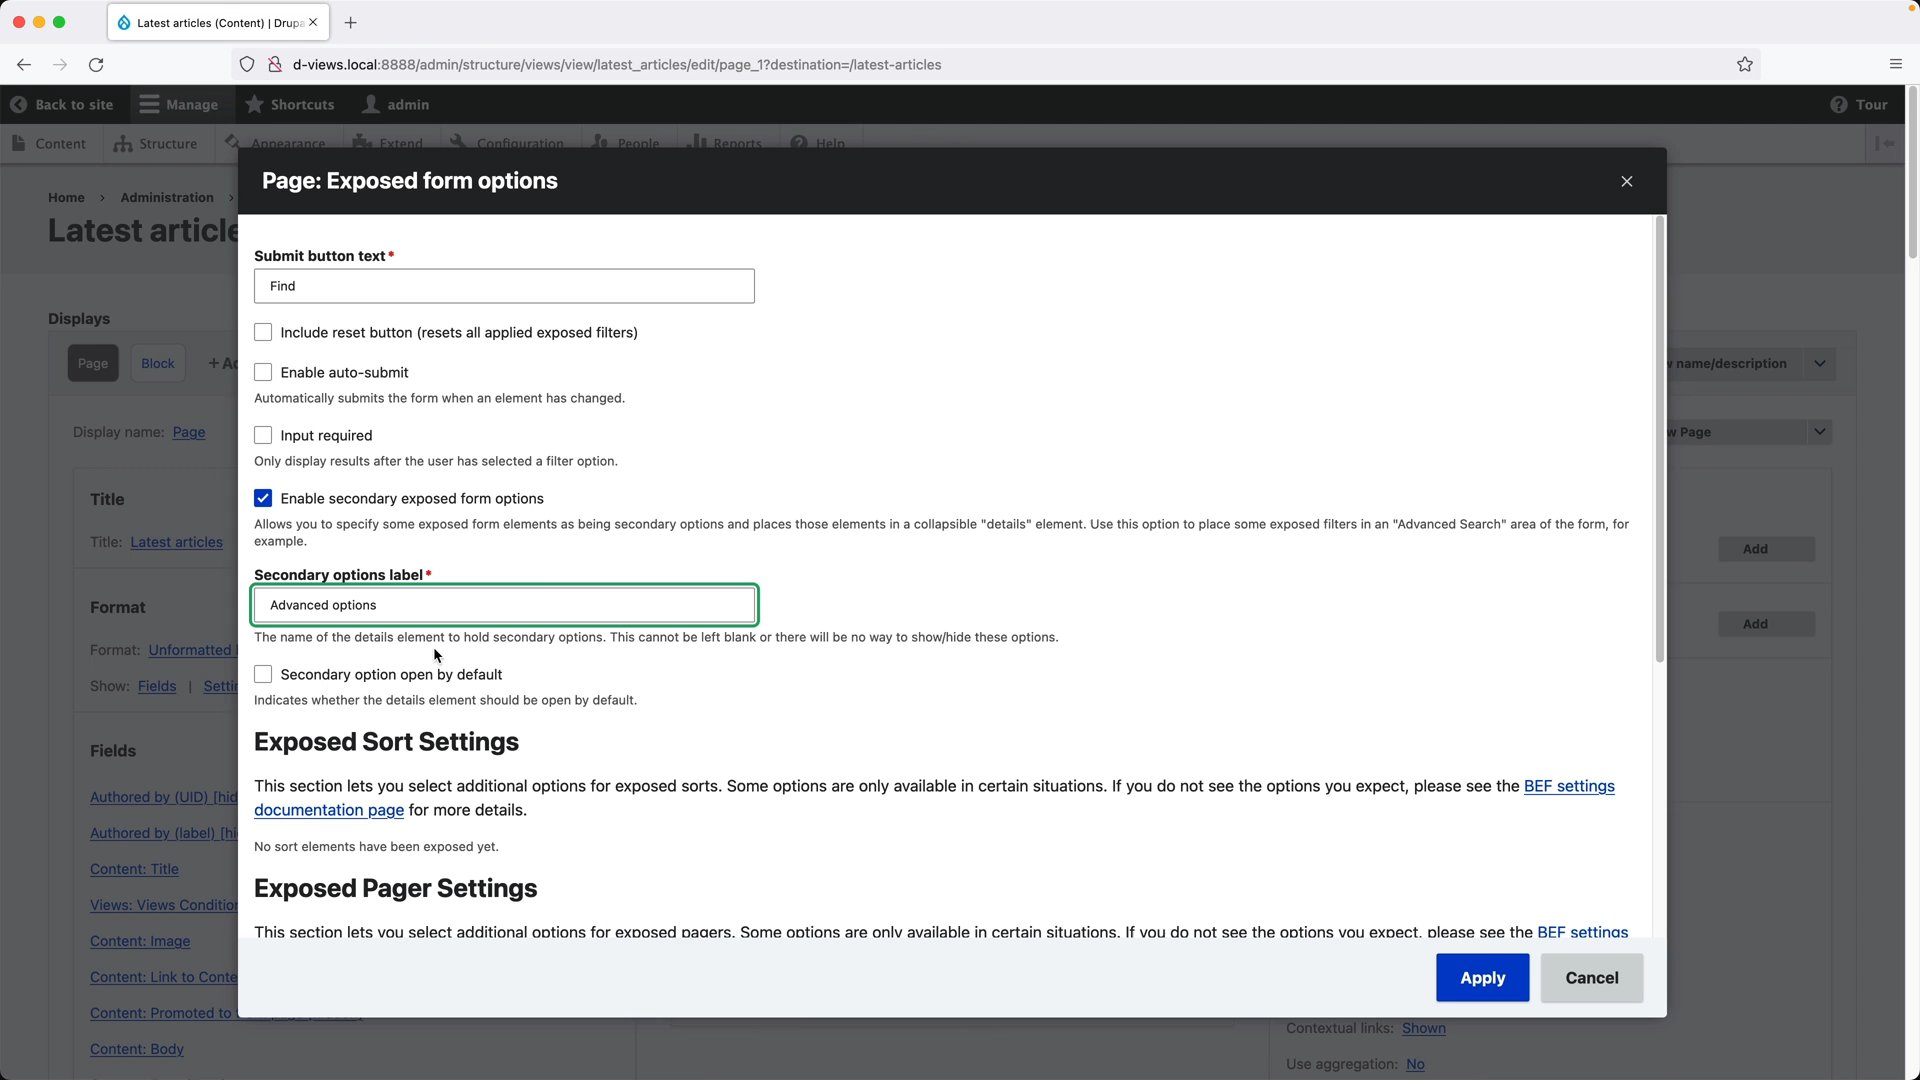 Latest articles (Content) | Drupa
d-views.local:8888/admin/structure/views/view/latest_articles/edit/page_1?destination=/latest-articles
Back to site Manage Shortcuts admin Tour
Content Structure Appearance Extend Configuration People Reports Help
Home › Administration ›
Latest article
Page: Exposed form options
Submit button text*
Find
Include reset button (resets all applied exposed filters)
Enable auto-submit
Automatically submits the form when an element has changed.
Input required
Only display results after the user has selected a filter option.
Enable secondary exposed form options
Allows you to specify some exposed form elements as being secondary options and places those elements in a collapsible "details" element. Use this option to place some exposed filters in an "Advanced Search" area of the form, for
example.
Secondary options label*
Advanced options
The name of the details element to hold secondary options. This cannot be left blank or there will be no way to show/hide these options.
Secondary option open by default
Indicates whether the details element should be open by default.
Exposed Sort Settings
This section lets you select additional options for exposed sorts. Some options are only available in certain situations. If you do not see the options you expect, please see the BEF settings
documentation page for more details.
No sort elements have been exposed yet.
Exposed Pager Settings
This section lets you select additional options for exposed pagers. Some options are only available in certain situations. If you do not see the options you expect, please see the BEF settings
Apply Cancel
Displays
Page Block + Ad
w name/description
Display name: Page
w Page
Title
Title: Latest articles
Add
Format
Add
Format: Unformatted
Show: Fields | Settin
Fields
Authored by (UID) [hid
Authored by (label) [hi
Content: Title
Views: Views Condition
Content: Image
Content: Link to Conte
Content: Promoted to
Content: Body
Contextual links: Shown
Use aggregation: No